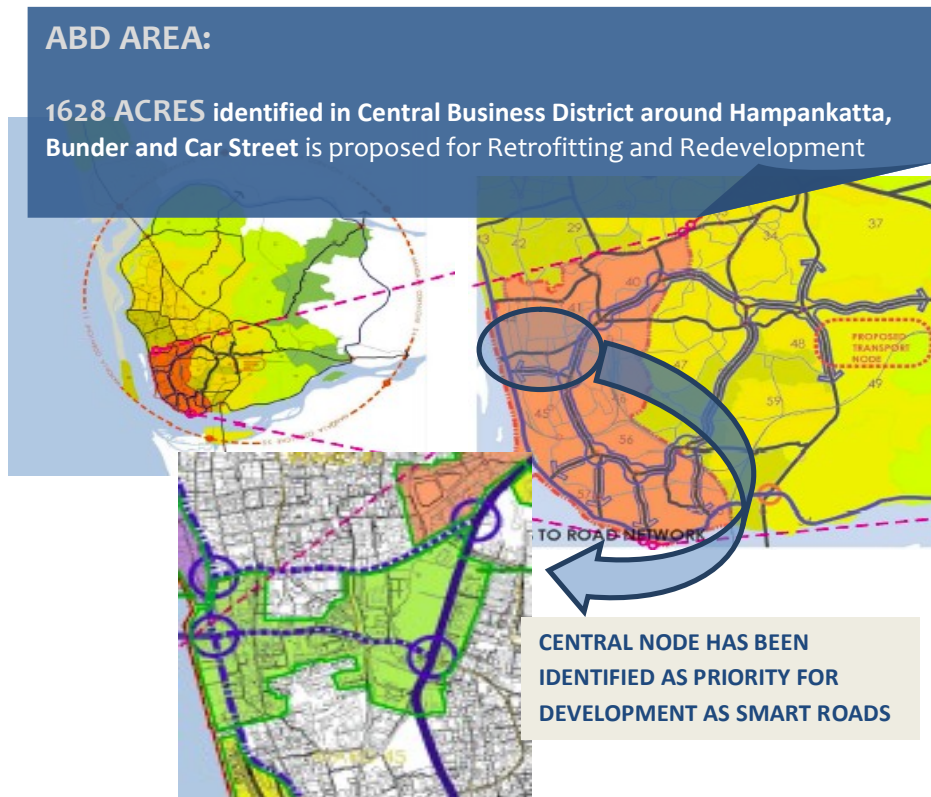 ABD AREA:
1628 ACRES identified in Central Business District around Hampankatta,
Bunder and Car Street is proposed for Retrofitting and Redevelopment
42
29
34
37
40
41
47
48
PROPOSED
TRANSPORT
NODE
49
45
46
59
56
57
TO ROAD NETWORK
CENTRAL NODE HAS BEEN
IDENTIFIED AS PRIORITY FOR
DEVELOPMENT AS SMART ROADS